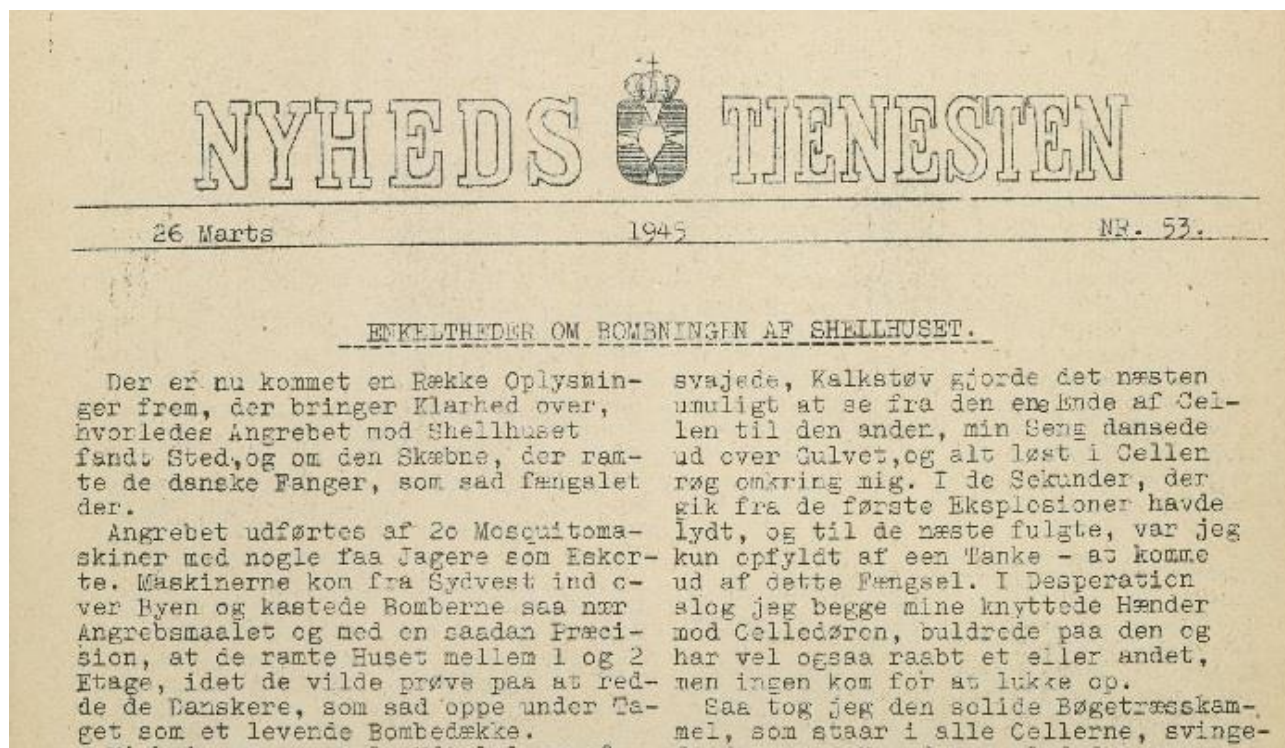 NYHEDS TJENESTEN
26 Marts 1945 NR. 53.
ENKELTHEDER OM BOMBNINGEN AF SHELLHUSET.
Der er nu kommet en Række Oplysnin-
ger frem, der bringer Klarhed over,
hvorledes Angrebet mod Shellhuset
fandt Sted, og om den Skæbne, der ram-
te de danske Fanger, som sad fængslet
der.
Angrebet udførtes af 2o Mosquitoma-
skiner med nogle faa Jagere som Eskor-
te. Maskinerne kom fra Sydvest ind o-
ver Byen og kastede Bomberne saa nær
Angrebsmaalet og med en saadan Præci-
sion, at de ramte Huset mellem 1 og 2
Etage, idet de vilde prøve paa at red-
de de Danskere, som sad oppe under Ta-
get som et levende Bombedække.
svajede, Kalkstøv gjorde det næsten
umuligt at se fra den ene Ende af Cel-
len til den anden, min Seng dansede
ud over Gulvet, og alt løst i Cellen
røg omkring mig. I de Sekunder, der
gik fra de første Eksplosioner havde
lydt, og til de næste fulgte, var jeg
kun opfyldt af een Tanke - at komme
ud af dette Fængsel. I Desperation
slog jeg begge mine knyttede Hænder
mod Celledøren, buldrede paa den og
har vel ogsaa raabt et eller andet,
men ingen kom for at lukke op.
Saa tog jeg den solide Bøgetræsskam-
mel, som staar i alle Cellerne, svinge-